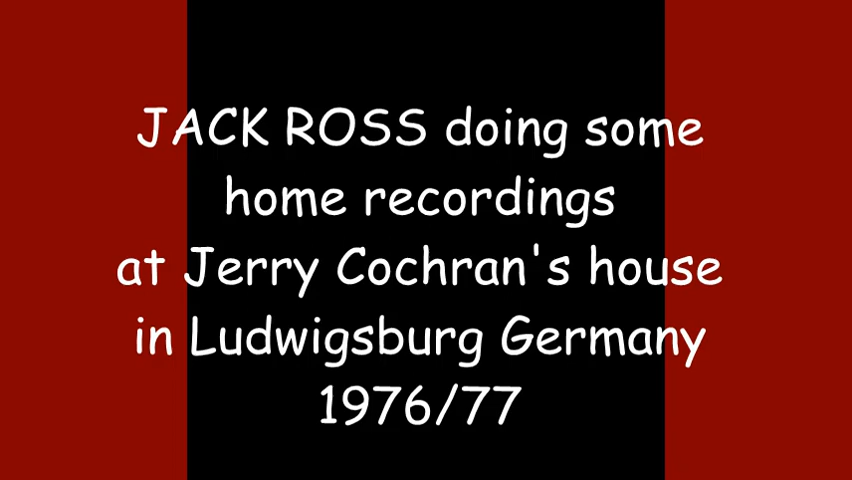 JACK ROSS doing some
home recordings
at Jerry Cochran's house
in Ludwigsburg Germany
1976/77